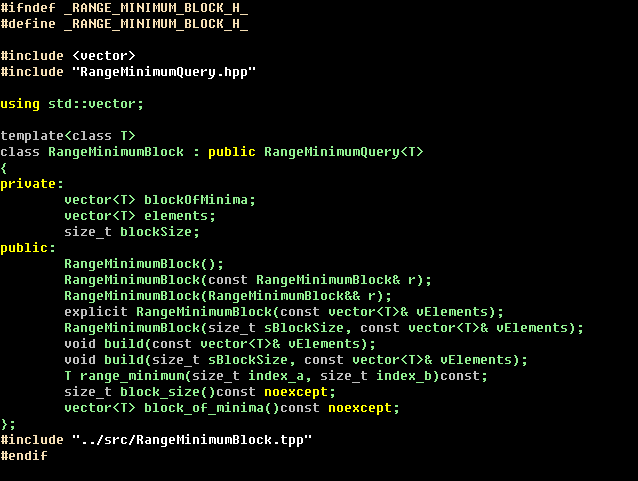 #ifndef _RANGE_MINIMUM_BLOCK_H_
#define _RANGE_MINIMUM_BLOCK_H_

#include <vector>
#include "RangeMinimumQuery.hpp"

using std::vector;

template<class T>
class RangeMinimumBlock : public RangeMinimumQuery<T>
{
private:
        vector<T> blockOfMinima;
        vector<T> elements;
        size_t blockSize;
public:
        RangeMinimumBlock();
        RangeMinimumBlock(const RangeMinimumBlock& r);
        RangeMinimumBlock(RangeMinimumBlock&& r);
        explicit RangeMinimumBlock(const vector<T>& vElements);
        RangeMinimumBlock(size_t sBlockSize, const vector<T>& vElements);
        void build(const vector<T>& vElements);
        void build(size_t sBlockSize, const vector<T>& vElements);
        T range_minimum(size_t index_a, size_t index_b)const;
        size_t block_size()const noexcept;
        vector<T> block_of_minima()const noexcept;
};
#include "../src/RangeMinimumBlock.tpp"
#endif